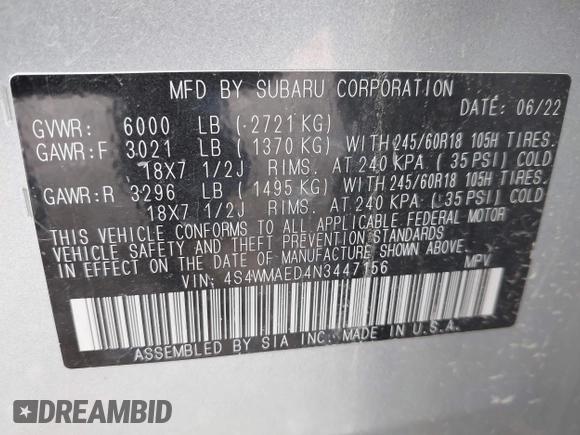 MFD BY SUBARU CORPORATION
DATE: 06/22
GVWR: 6000 LB (2721 KG)
GAWR:F 3021 LB (1370 KG) WITH 245/60R18 105H TIRES.
18X7 1/2J RIMS. AT 240 KPA (35 PSI) COLD
GAWR:R 3296 LB (1495 KG) WITH 245/60R18 105H TIRES.
18X7 1/2J RIMS. AT 240 KPA (35 PSI) COLD
THIS VEHICLE CONFORMS TO ALL APPLICABLE FEDERAL MOTOR
VEHICLE SAFETY AND THEFT PREVENTION STANDARDS
IN EFFECT ON THE DATE OF MANUFACTURE SHOWN ABOVE.
VIN: 4S4WMAED4N3447156 MPV
ASSEMBLED BY SIA INC. MADE IN U.S.A.
DREAMBID